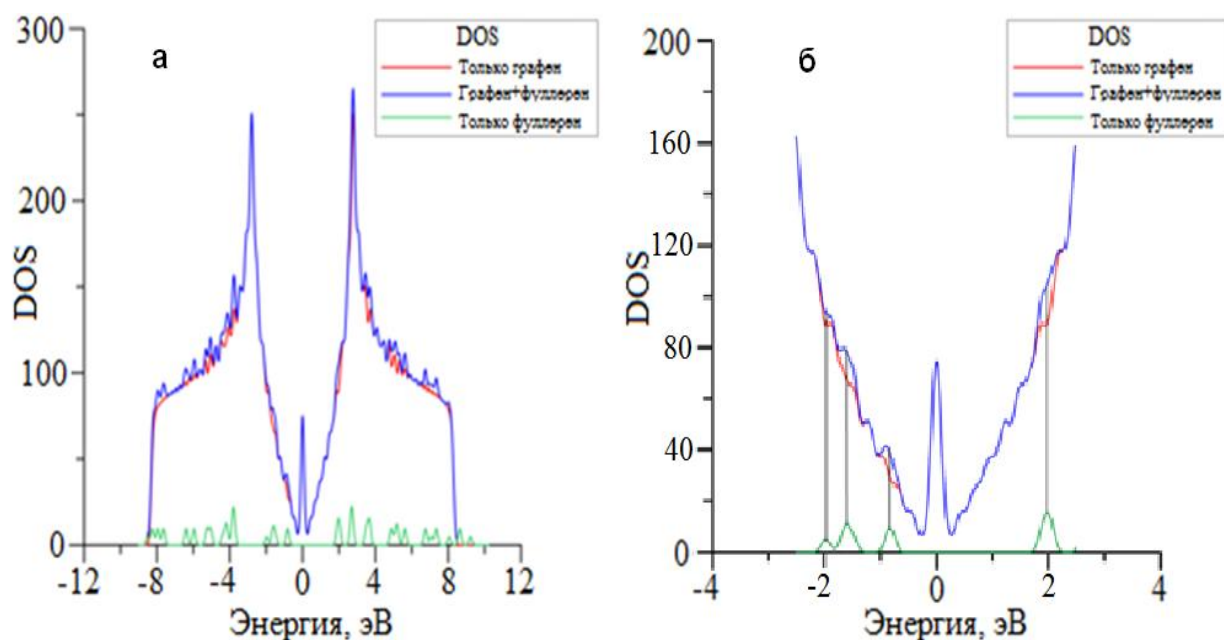 а
DOS
Только графен
Графен+фуллерен
Только фуллерен
300
200
100
0
-12
-8
-4
0
4
8
12
DOS
Энергия, эВ
б
DOS
Только графен
Графен+фуллерен
Только фуллерен
200
160
120
80
40
0
-4
-2
0
2
4
DOS
Энергия, эВ